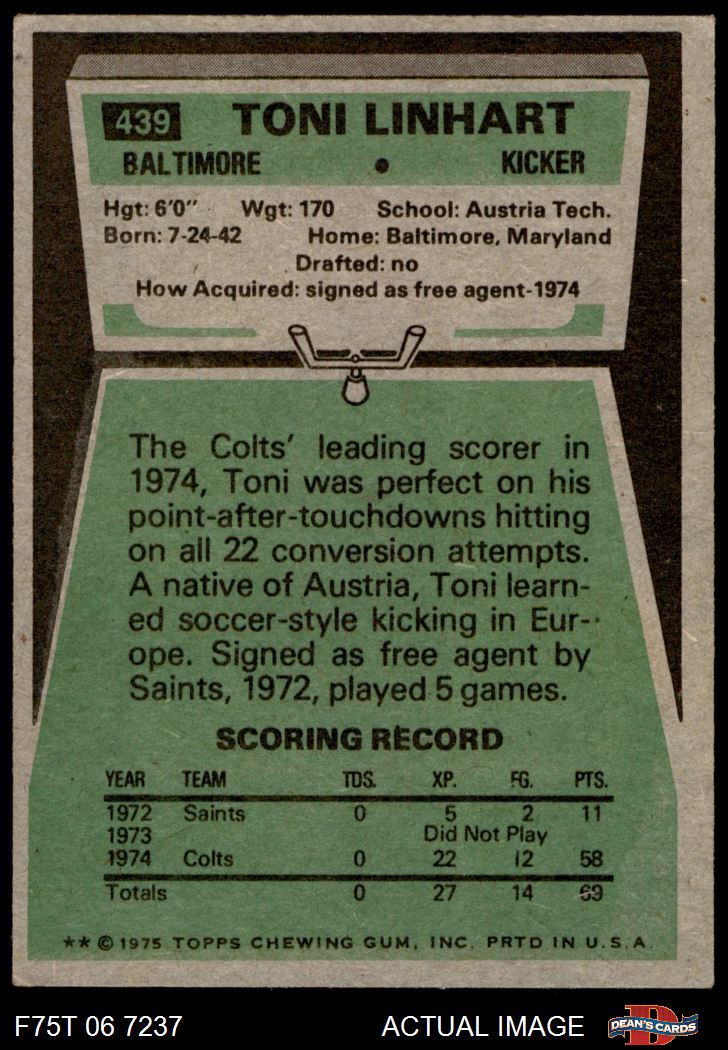 439 TONI LINHART
BALTIMORE • KICKER
Hgt: 6'0" Wgt: 170 School: Austria Tech.
Born: 7-24-42 Home: Baltimore, Maryland
Drafted: no
How Acquired: signed as free agent-1974
The Colts' leading scorer in
1974, Toni was perfect on his
point-after-touchdowns hitting
on all 22 conversion attempts.
A native of Austria, Toni learn-
ed soccer-style kicking in Eur-
ope. Signed as free agent by
Saints, 1972, played 5 games.
SCORING RECORD
YEAR TEAM TDS. XP. FG. PTS.
1972 Saints 0 5 2 11
1973 Did Not Play
1974 Colts 0 22 12 58
Totals 0 27 14 69
** © 1975 TOPPS CHEWING GUM, INC. PRTD IN U.S.A.
F75T 06 7237 ACTUAL IMAGE D DEAN'S CARDS